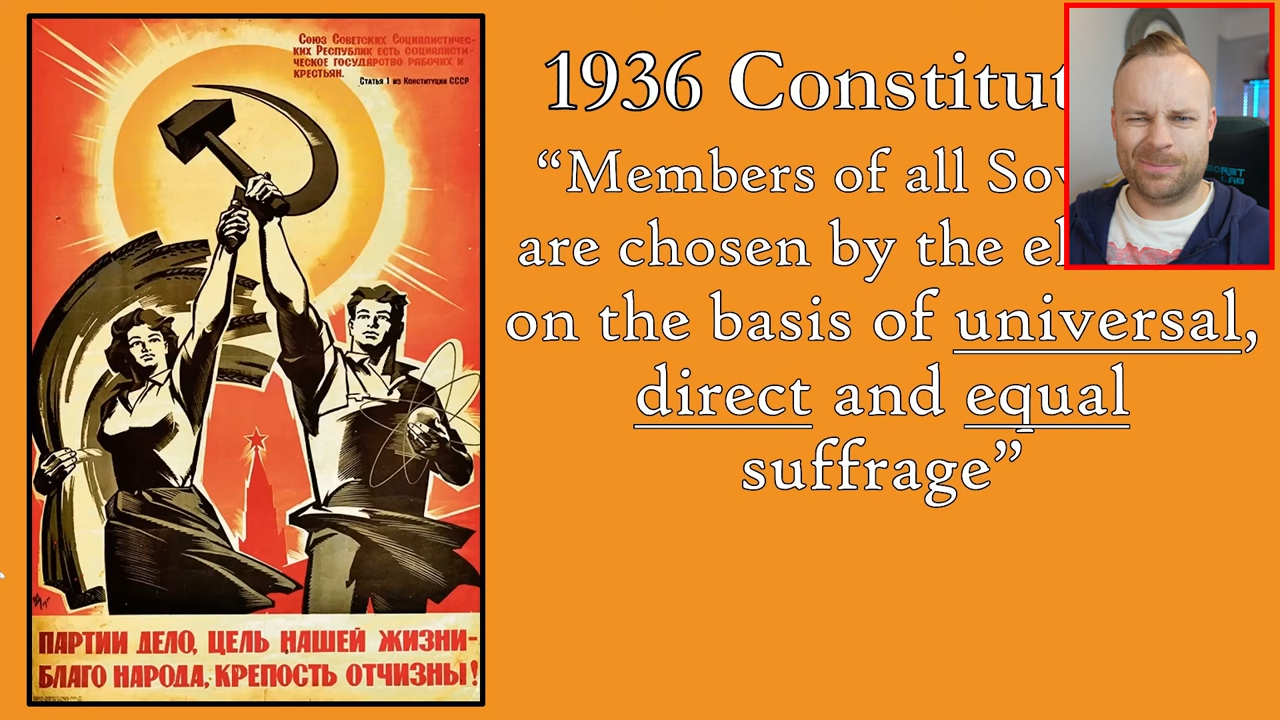 Союз Советских Социалистичес-
ких Республик есть социалисти-
ческое государство рабочих и
крестьян.
Статья 1 из Конституции СССР
ПАРТИИ ДЕЛО, ЦЕЛЬ НАШЕЙ ЖИЗНИ-
БЛАГО НАРОДА, КРЕПОСТЬ ОТЧИЗНЫ!
1936 Constitut
“Members of all Sov
are chosen by the el
on the basis of universal,
direct and equal
suffrage”